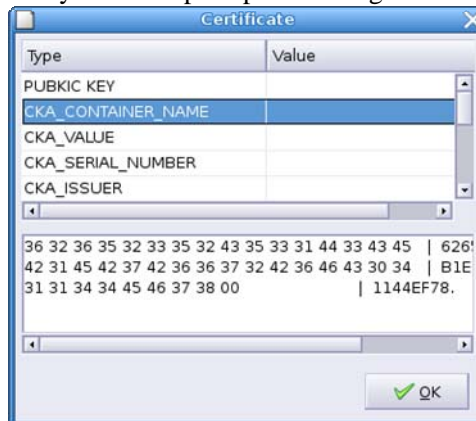 Certificate
Type Value
PUBKIC KEY
CKA_CONTAINER_NAME
CKA_VALUE
CKA_SERIAL_NUMBER
CKA_ISSUER
36 32 36 35 32 33 35 32 43 35 33 31 44 33 43 45 | 6265
42 31 45 42 37 42 36 36 37 32 42 36 46 43 30 34 | B1E
31 31 34 34 45 46 37 38 00 | 1144EF78.
OK